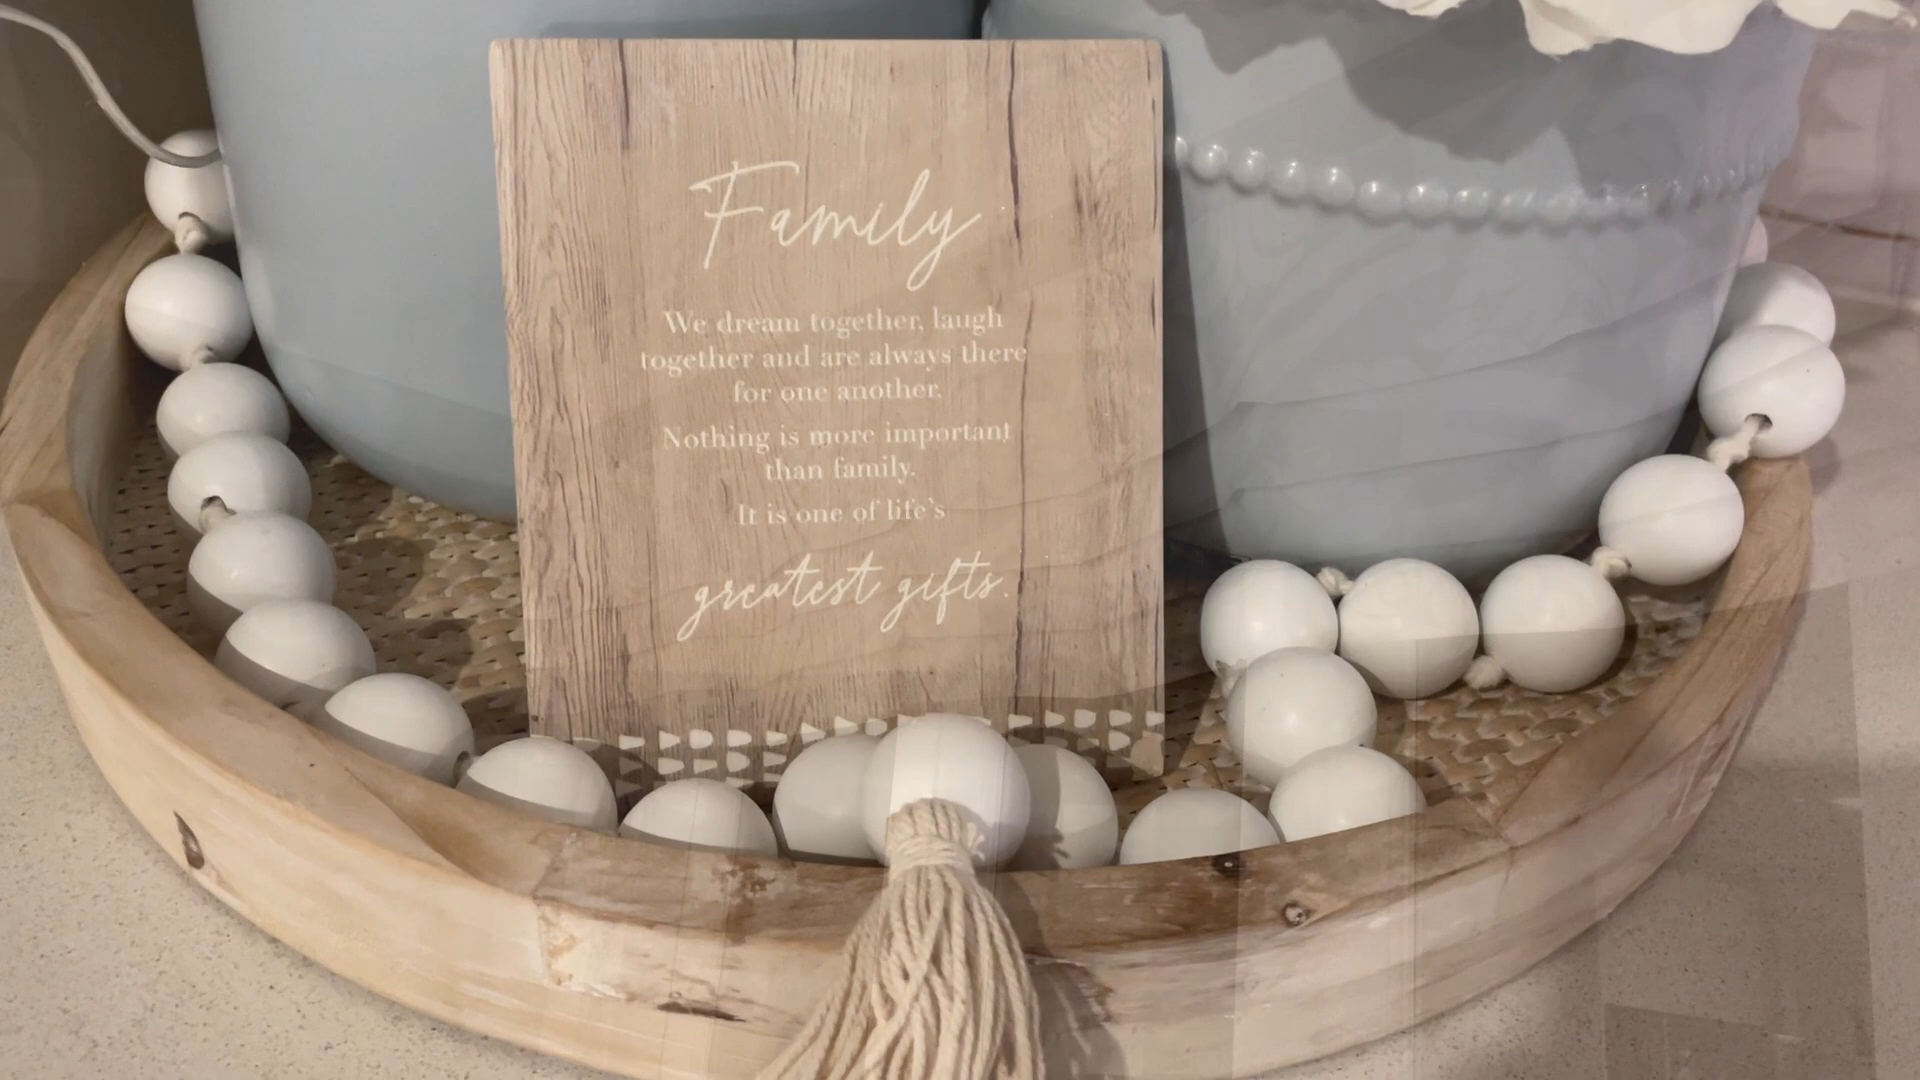 Family
We dream together, laugh
together and are always there
for one another.
Nothing is more important
than family.
It is one of life's
greatest gifts.